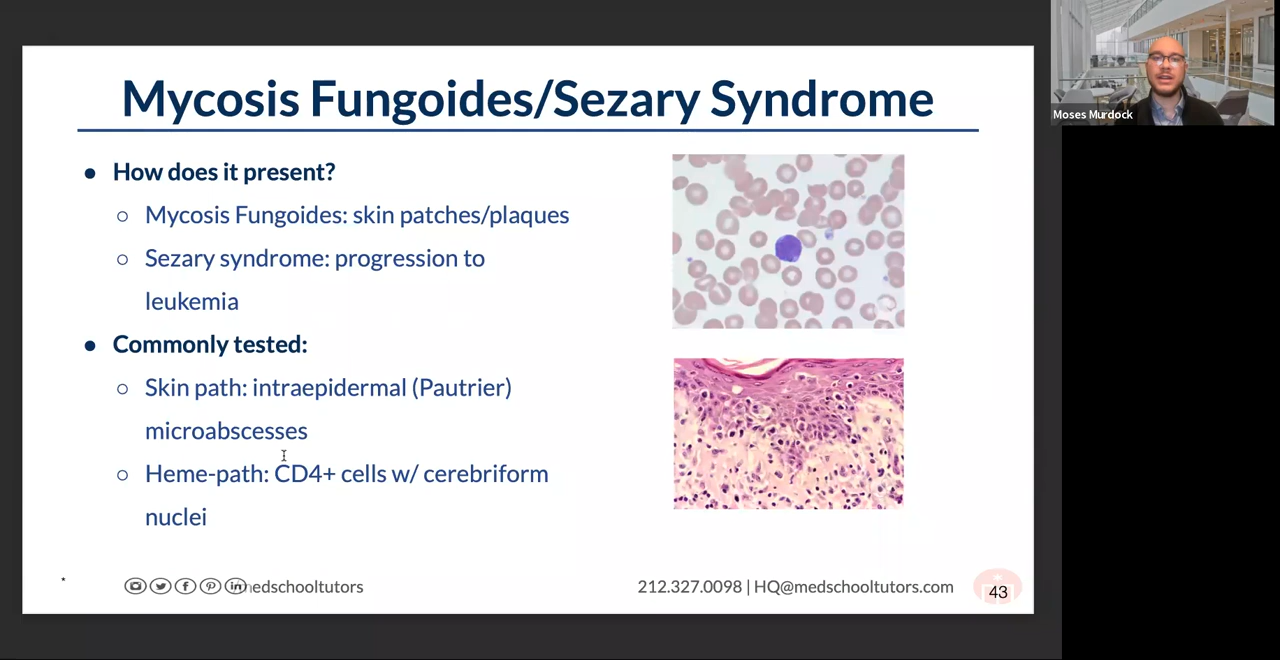 Mycosis Fungoides/Sezary Syndrome
Moses Murdock
● How does it present?
○ Mycosis Fungoides: skin patches/plaques
○ Sezary syndrome: progression to
leukemia
● Commonly tested:
○ Skin path: intraepidermal (Pautrier)
microabscesses
○ Heme-path: CD4+ cells w/ cerebriform
nuclei
* medschooltutors 212.327.0098 | HQ@medschooltutors.com 43